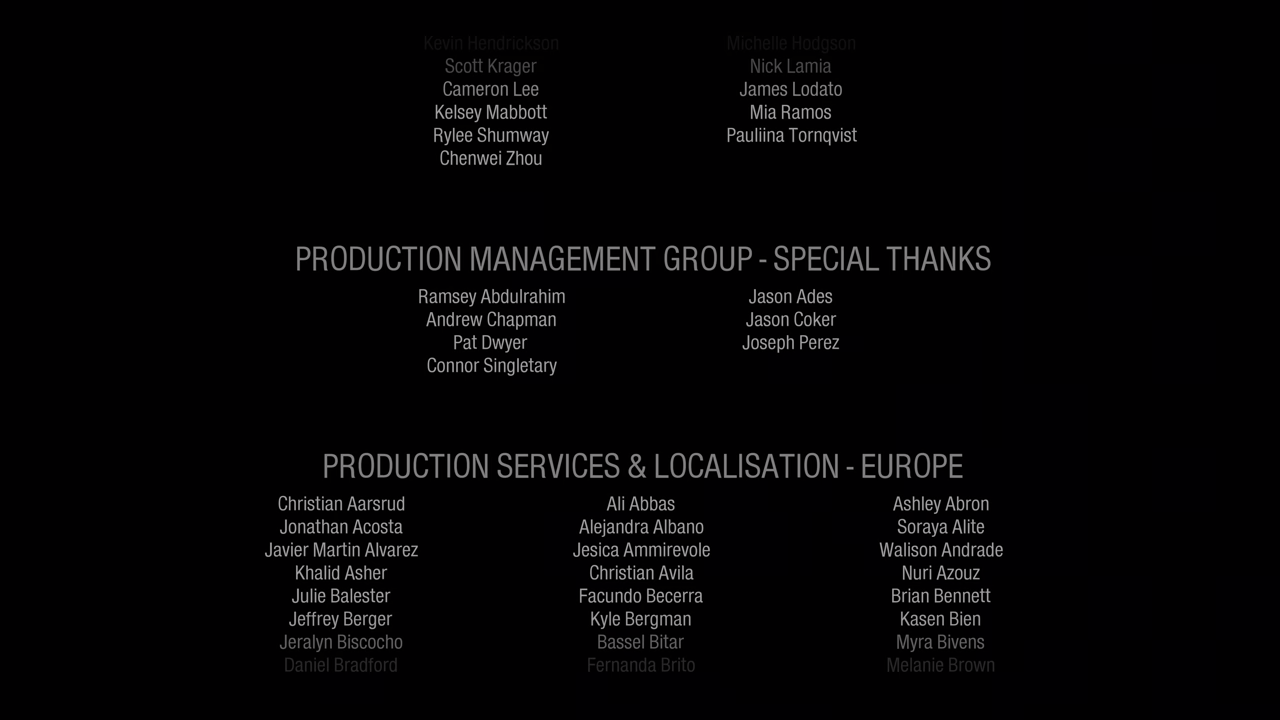 Kevin Hendrickson Michelle Hodgson
Scott Krager Nick Lamia
Cameron Lee James Lodato
Kelsey Mabbott Mia Ramos
Rylee Shumway Pauliina Tornqvist
Chenwei Zhou
PRODUCTION MANAGEMENT GROUP - SPECIAL THANKS
Ramsey Abdulrahim Jason Ades
Andrew Chapman Jason Coker
Pat Dwyer Joseph Perez
Connor Singletary
PRODUCTION SERVICES & LOCALISATION - EUROPE
Christian Aarsrud Ali Abbas Ashley Abron
Jonathan Acosta Alejandra Albano Soraya Alite
Javier Martin Alvarez Jesica Ammirevole Walison Andrade
Khalid Asher Christian Avila Nuri Azouz
Julie Balester Facundo Becerra Brian Bennett
Jeffrey Berger Kyle Bergman Kasen Bien
Jeralyn Biscocho Bassel Bitar Myra Bivens
Daniel Bradford Fernanda Brito Melanie Brown